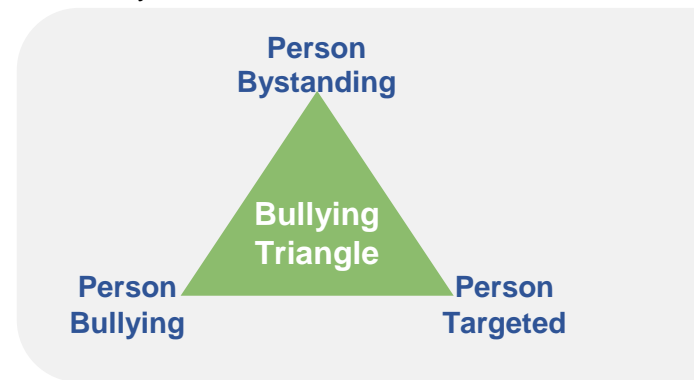 Person
Bystanding
Bullying
Triangle
Person
Bullying
Person
Targeted